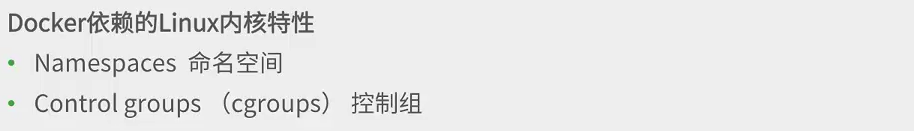 Docker依赖的Linux内核特性
• Namespaces 命名空间
• Control groups （cgroups） 控制组